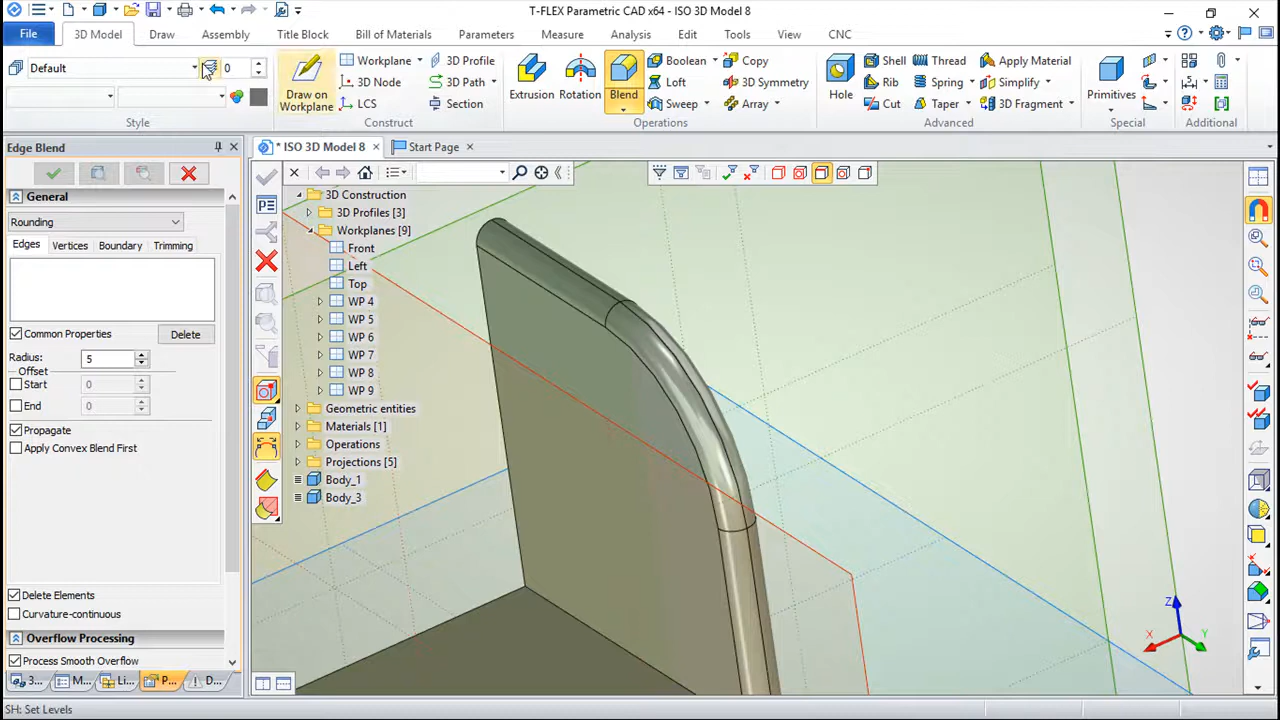 T-FLEX Parametric CAD x64 - ISO 3D Model 8
File
3D Model
Draw
Assembly
Title Block
Bill of Materials
Parameters
Measure
Analysis
View
Edit
Tools
CNC
Default
0
Style
Draw on Workplane
Workplane
3D Profile
3D Node
3D Path
LCS
Section
Construct
Extrusion
Rotation
Blend
Boolean
Copy
Loft
3D Symmetry
Sweep
Array
Operations
Hole
Shell
Thread
Apply Material
Rib
Spring
Simplify
Cut
Taper
3D Fragment
Advanced
Primitives
Special
Additional
Edge Blend
* ISO 3D Model 8
Start Page
General
Rounding
Edges
Vertices
Boundary
Trimming
Common Properties
Delete
Radius:
5
Offset
Start
0
End
0
Propagate
Apply Convex Blend First
Delete Elements
Curvature-continuous
Overflow Processing
Process Smooth Overflow
3...
M...
Li...
P...
D...
3D Construction
3D Profiles [3]
Workplanes [9]
Front
Left
Top
WP 4
WP 5
WP 6
WP 7
WP 8
WP 9
Geometric entities
Materials [1]
Operations
Projections [5]
Body_1
Body_3
PE
Z
X
Y
SH: Set Levels